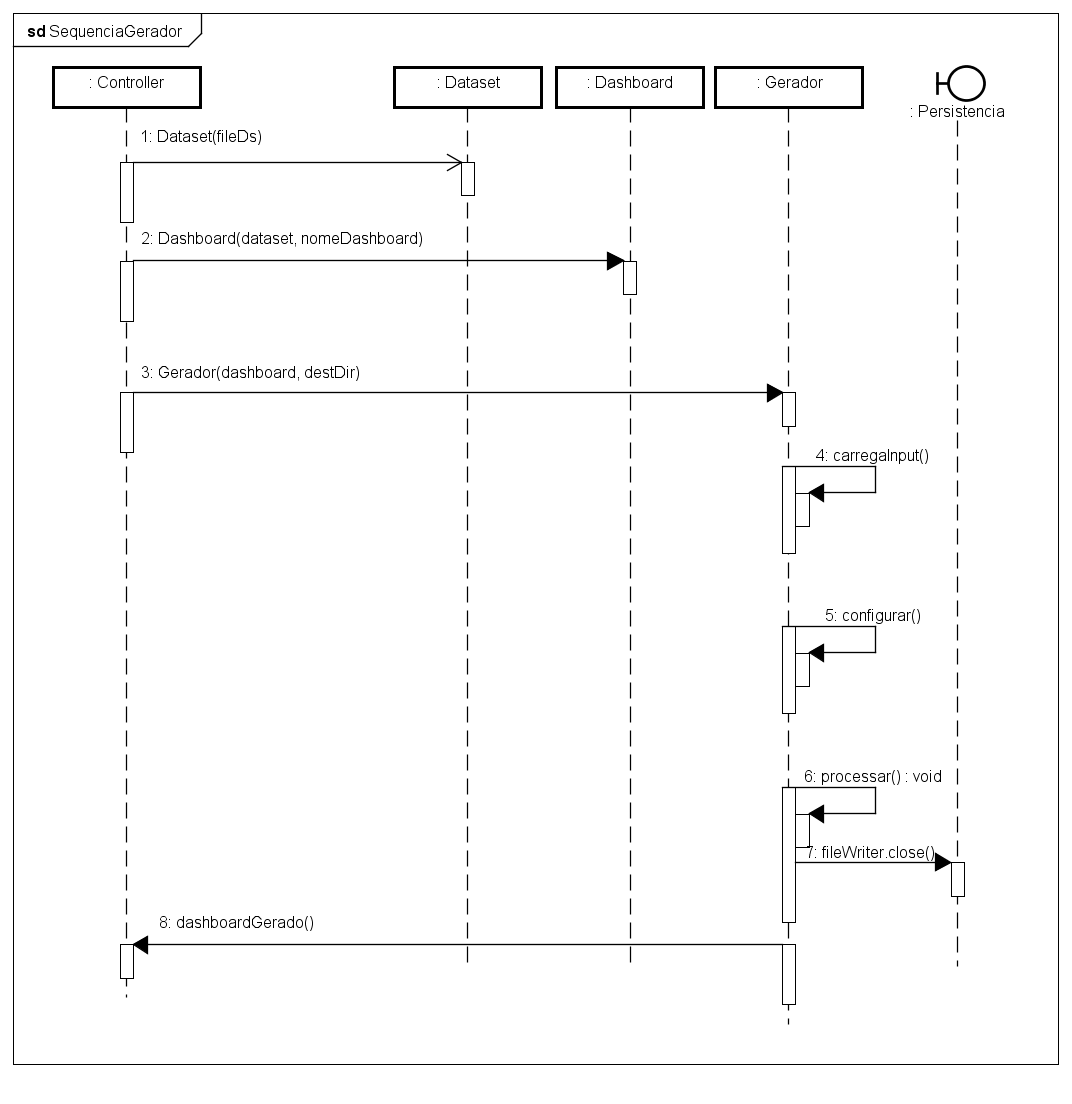 sd SequenciaGerador
: Controller
: Dataset
: Dashboard
: Gerador
: Persistencia
1: Dataset(fileDs)
2: Dashboard(dataset, nomeDashboard)
3: Gerador(dashboard, destDir)
4: carregaInput()
5: configurar()
6: processar() : void
7: fileWriter.close()
8: dashboardGerado()